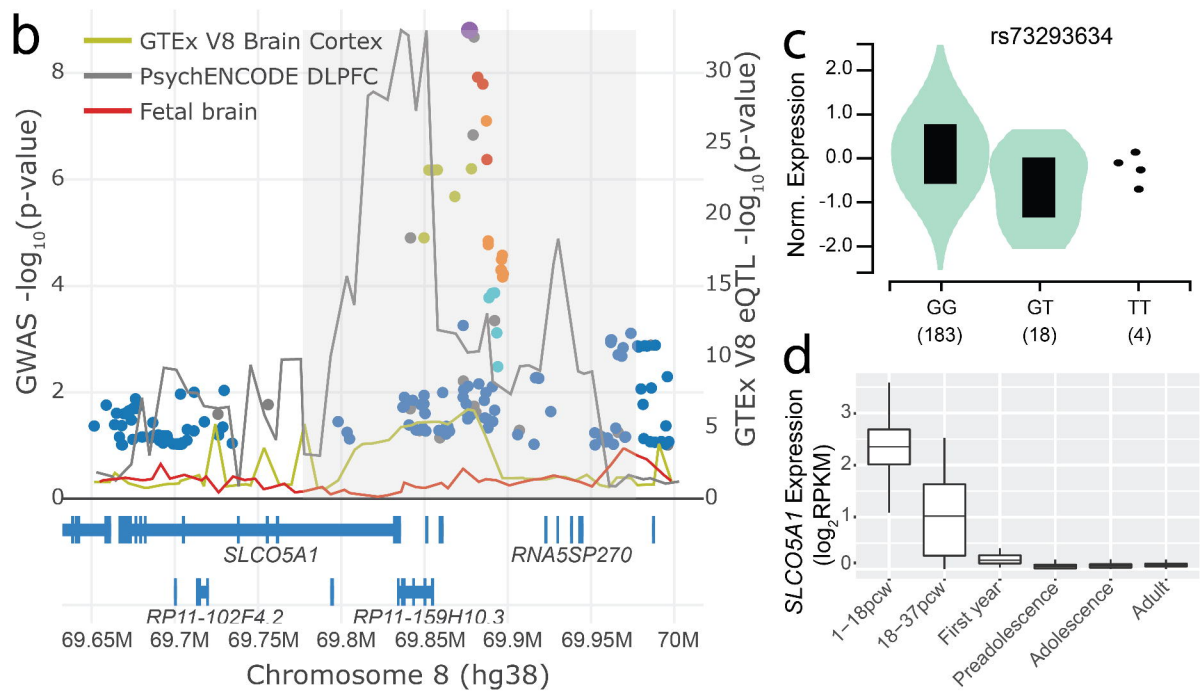 b
GTEx V8 Brain Cortex
PsychENCODE DLPFC
Fetal brain
GWAS -log10(p-value)
8
6
4
2
0
GTEx V8 eQTL -log10(p-value)
30
25
20
15
10
5
0
SLCO5A1
RNA5SP270
RP11-102F4.2
RP11-159H10.3
69.65M 69.7M 69.75M 69.8M 69.85M 69.90M 69.95M 70M
Chromosome 8 (hg38)
c
rs73293634
Norm. Expression
2.0
1.0
0.0
-1.0
-2.0
GG GT TT
(183) (18) (4)
d
SLCO5A1 Expression
(log2RPKM)
3
2
1
0
1–18pcw
18–37pcw
First year
Preadolescence
Adolescence
Adult